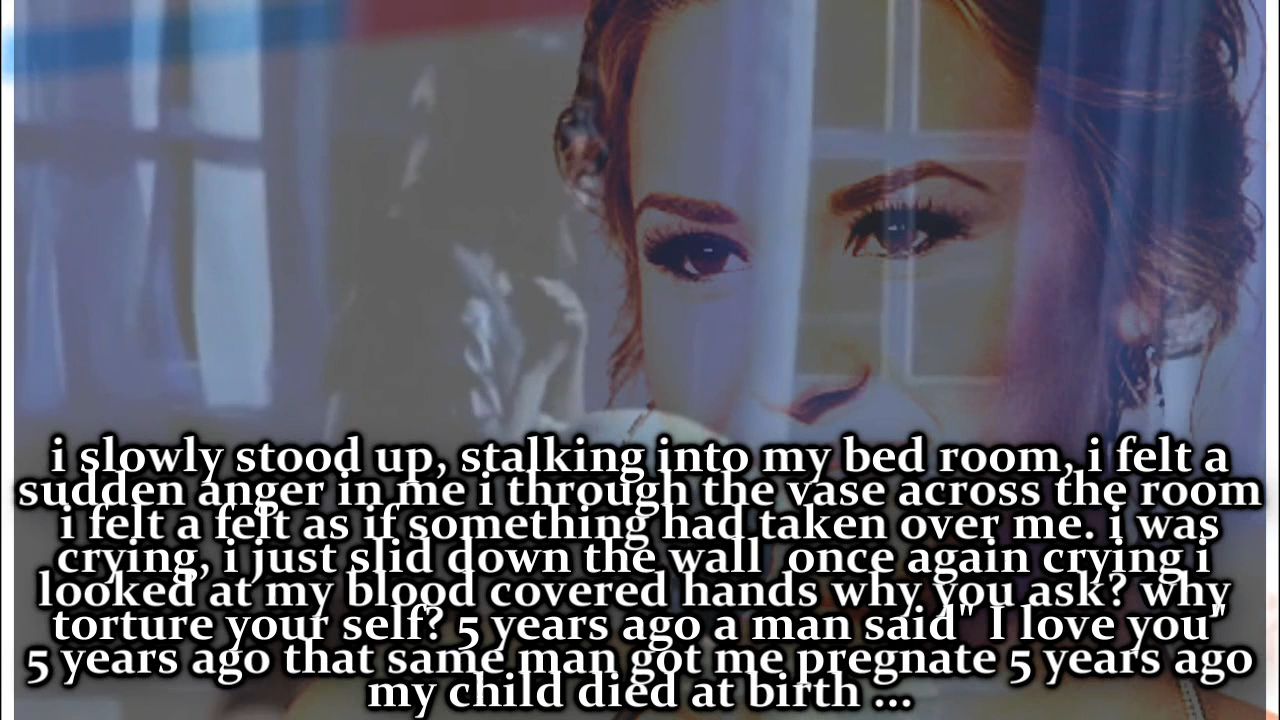 i slowly stood up, stalking into my bed room, i felt a
sudden anger in me i through the vase across the room
i felt a felt as if something had taken over me. i was
crying, i just slid down the wall  once again crying i
looked at my blood covered hands why you ask? why
torture your self? 5 years ago a man said" I love you"
5 years ago that same man got me pregnate 5 years ago
my child died at birth ...